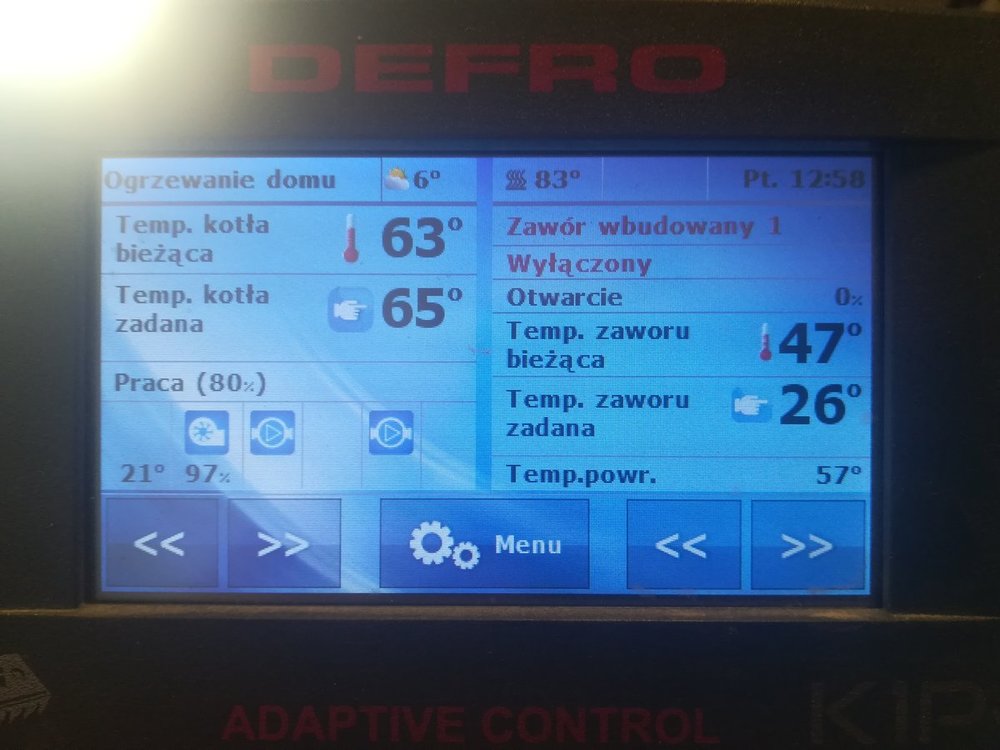 DEFRO
Ogrzewanie domu 6°
Temp. kotła bieżąca 63°
Temp. kotła zadana 65°
Praca (80%)
21° 97%
83° Pt. 12:58
Zawór wbudowany 1
Wyłączony
Otwarcie 0%
Temp. zaworu bieżąca 47°
Temp. zaworu zadana 26°
Temp.powr. 57°
<< >> Menu << >>
ADAPTIVE CONTROL